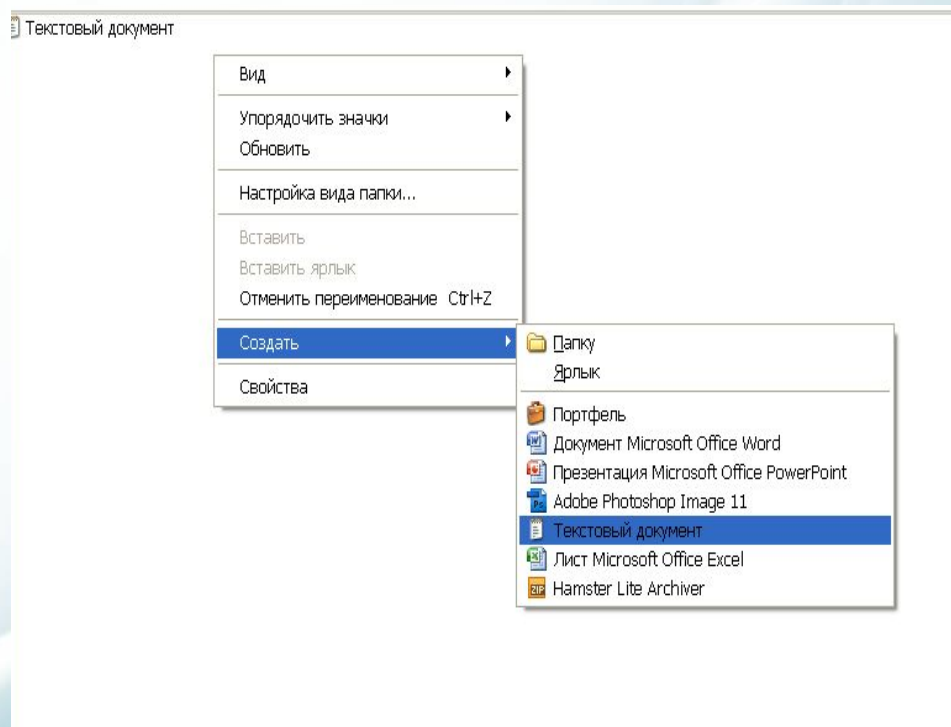 Текстовый документ
Вид
Упорядочить значки
Обновить
Настройка вида папки...
Вставить
Вставить ярлык
Отменить переименование Ctrl+Z
Создать
Свойства
Папку
Ярлык
Портфель
Документ Microsoft Office Word
Презентация Microsoft Office PowerPoint
Adobe Photoshop Image 11
Текстовый документ
Лист Microsoft Office Excel
Hamster Lite Archiver